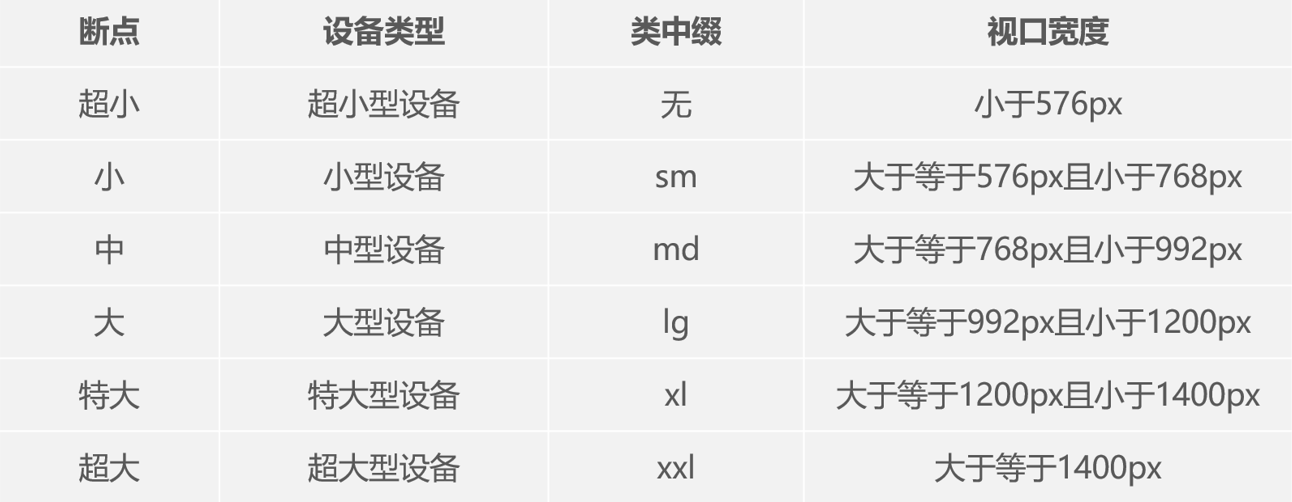 断点 设备类型 类中缀 视口宽度
超小 超小型设备 无 小于576px
小 小型设备 sm 大于等于576px且小于768px
中 中型设备 md 大于等于768px且小于992px
大 大型设备 lg 大于等于992px且小于1200px
特大 特大型设备 xl 大于等于1200px且小于1400px
超大 超大型设备 xxl 大于等于1400px